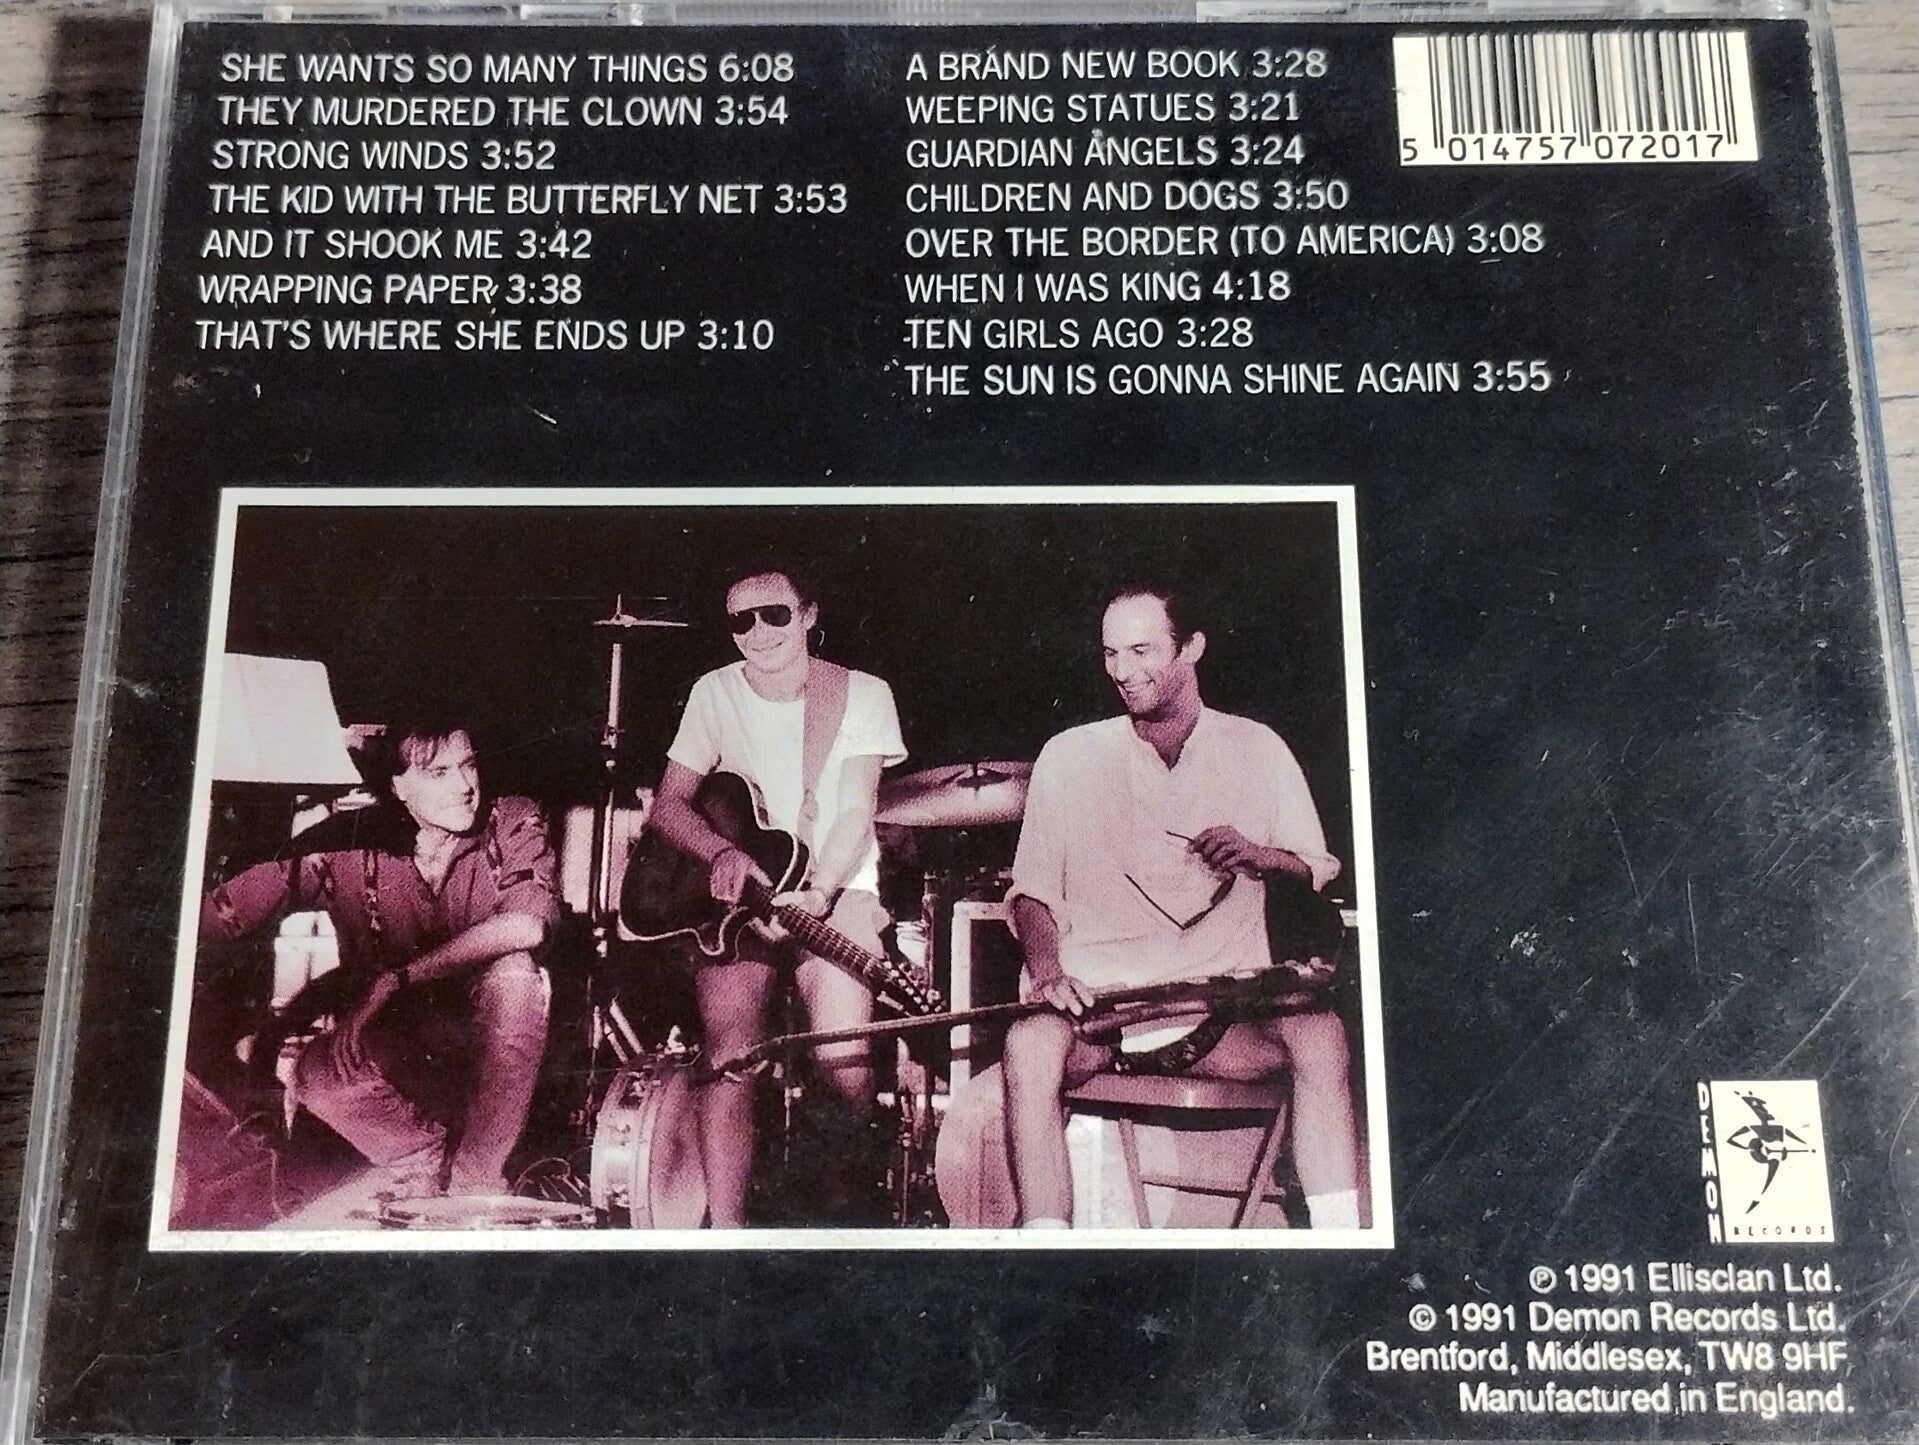 SHE WANTS SO MANY THINGS 6:08
THEY MURDERED THE CLOWN 3:54
STRONG WINDS 3:52
THE KID WITH THE BUTTERFLY NET 3:53
AND IT SHOOK ME 3:42
WRAPPING PAPER 3:38
THAT'S WHERE SHE ENDS UP 3:10
A BRAND NEW BOOK 3:28
WEEPING STATUES 3:21
GUARDIAN ANGELS 3:24
CHILDREN AND DOGS 3:50
OVER THE BORDER (TO AMERICA) 3:08
WHEN I WAS KING 4:18
TEN GIRLS AGO 3:28
THE SUN IS GONNA SHINE AGAIN 3:55
5 014757 072017
DEMON
RECORDS
℗ 1991 Ellisclan Ltd.
© 1991 Demon Records Ltd.
Brentford, Middlesex, TW8 9HF
Manufactured in England.